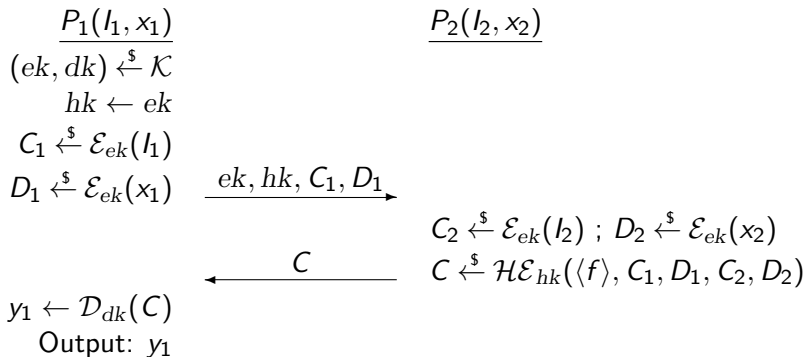 P₁(I₁, x₁) P₂(I₂, x₂)
(ek, dk) ←$ 𝒦
hk ← ek
C₁ ←$ ℰ_ek(I₁)
D₁ ←$ ℰ_ek(x₁) ek, hk, C₁, D₁
C₂ ←$ ℰ_ek(I₂) ; D₂ ←$ ℰ_ek(x₂)
C C ←$ ℋℰ_hk(⟨f⟩, C₁, D₁, C₂, D₂)
y₁ ← 𝒟_dk(C)
Output: y₁